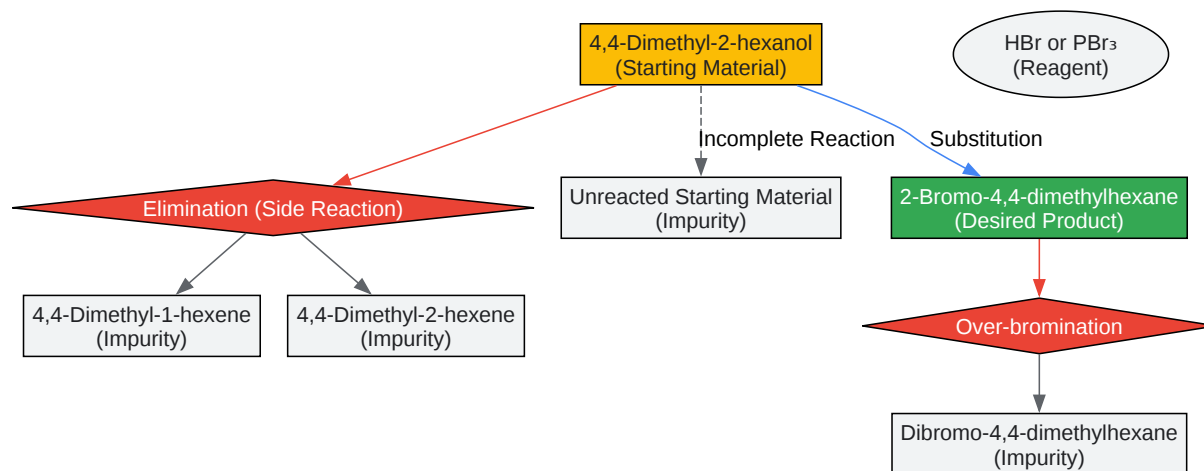 4,4-Dimethyl-2-hexanol
(Starting Material)
HBr or PBr₃
(Reagent)
Incomplete Reaction
Substitution
Elimination (Side Reaction)
Unreacted Starting Material
(Impurity)
2-Bromo-4,4-dimethylhexane
(Desired Product)
4,4-Dimethyl-1-hexene
(Impurity)
4,4-Dimethyl-2-hexene
(Impurity)
Over-bromination
Dibromo-4,4-dimethylhexane
(Impurity)